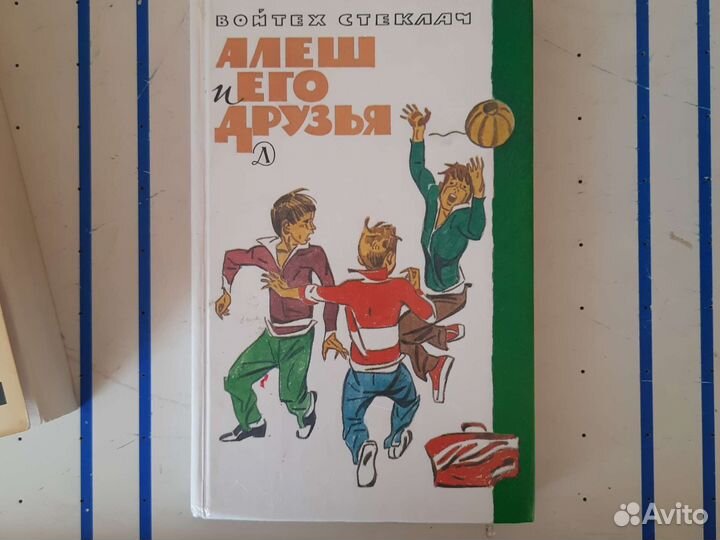 ВОЙТЕХ СТЕКЛАЧ
АЛЕШ
и ЕГО
ДРУЗЬЯ
Д
Avito